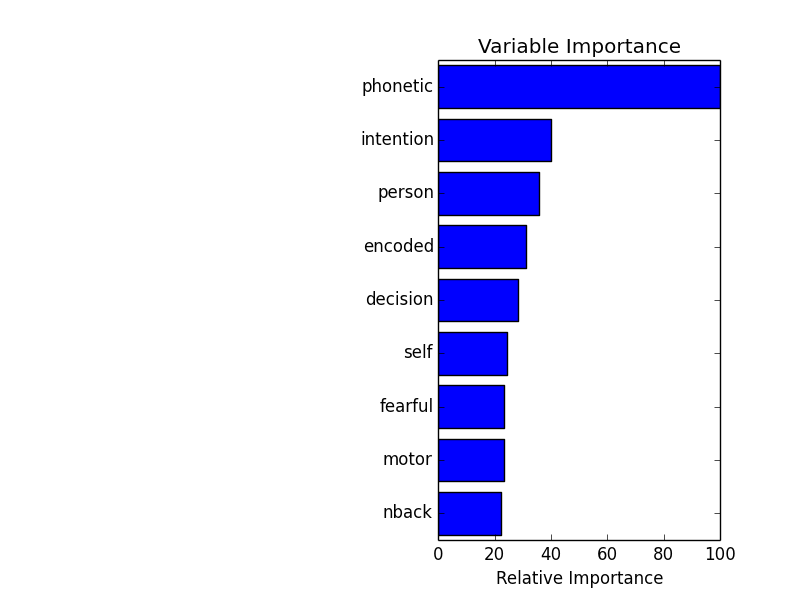 Variable Importance
phonetic
intention
person
encoded
decision
self
fearful
motor
nback
0 20 40 60 80 100
Relative Importance